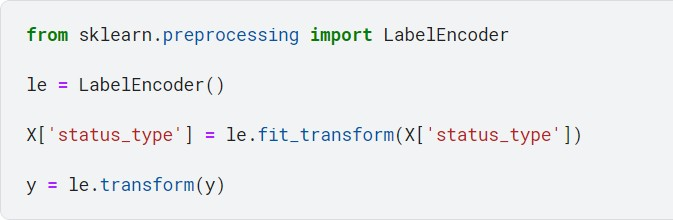 from sklearn.preprocessing import LabelEncoder
le = LabelEncoder()
X['status_type'] = le.fit_transform(X['status_type'])
y = le.transform(y)